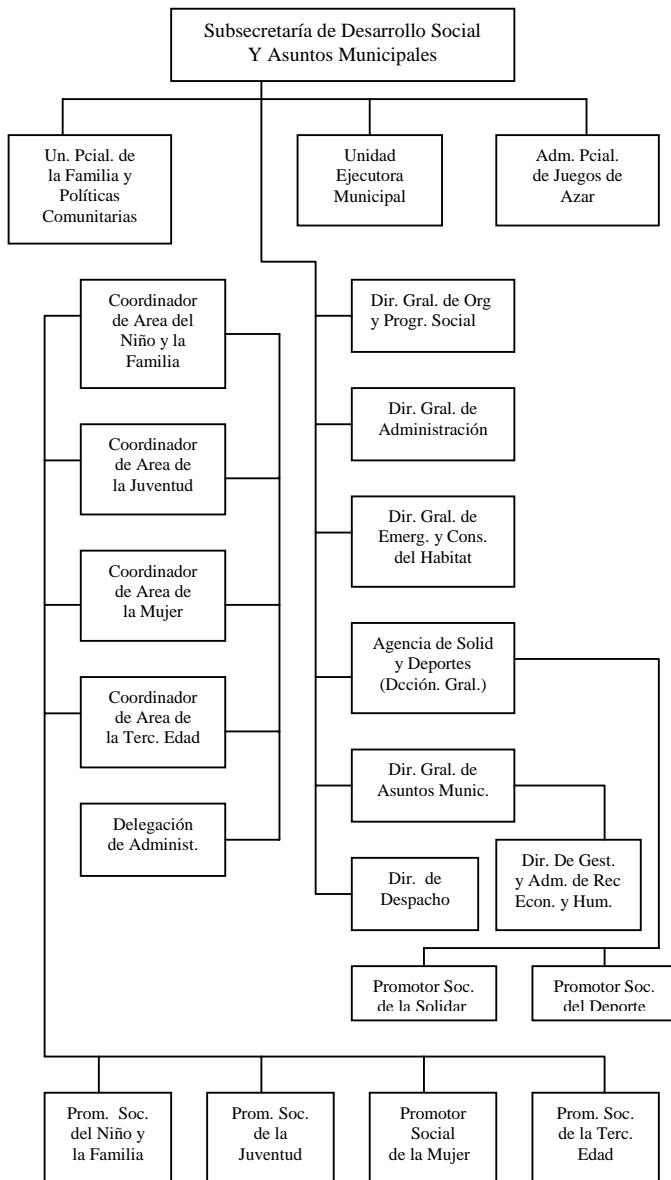 Subsecretaría de Desarrollo Social
Y Asuntos Municipales
Un. Pcial. de
la Familia y
Políticas
Comunitarias
Unidad
Ejecutora
Municipal
Adm. Pcial.
de Juegos de
Azar
Coordinador
de Area del
Niño y la
Familia
Dir. Gral. de Org
y Progr. Social
Coordinador
de Area de
la Juventud
Dir. Gral. de
Administración
Coordinador
de Area de
la Mujer
Dir. Gral. de
Emerg. y Cons.
del Habitat
Coordinador
de Area de
la Terc. Edad
Agencia de Solid
y Deportes
(Dcción. Gral.)
Delegación
de Administ.
Dir. Gral. de
Asuntos Munic.
Dir. de
Despacho
Dir. De Gest.
y Adm. de Rec
Econ. y Hum.
Promotor Soc.
de la Solidar
Promotor Soc.
del Deporte
Prom. Soc.
del Niño y
la Familia
Prom. Soc.
de la
Juventud
Promotor
Social
de la Mujer
Prom. Soc.
de la Terc.
Edad